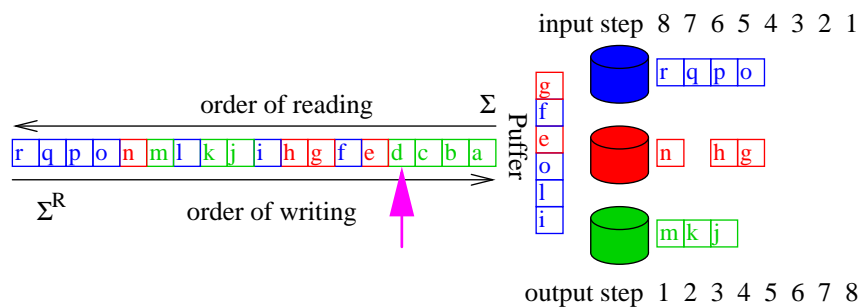 input step 8 7 6 5 4 3 2 1
r q p o
g
order of reading Σ
f
r q p o n m l k j i h g f e d c b a
e
n h g
Puffer
o
l
Σ^R order of writing
i
m k j
output step 1 2 3 4 5 6 7 8